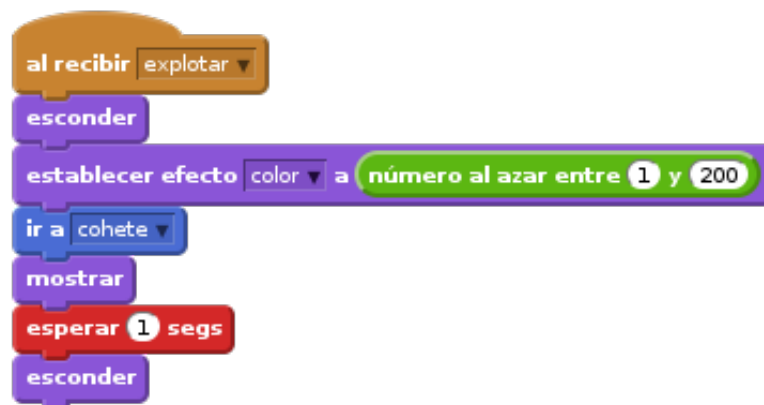 al recibir explotar
esconder
establecer efecto color a número al azar entre 1 y 200
ir a cohete
mostrar
esperar 1 segs
esconder